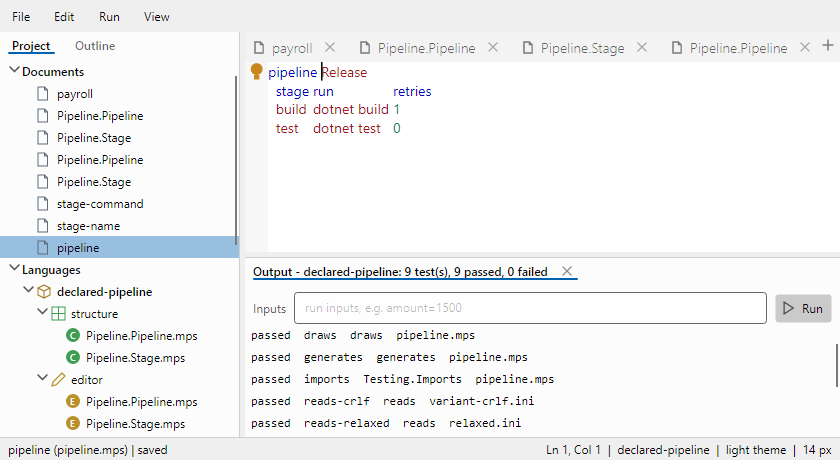 File Edit Run View
Project Outline
Documents
payroll
Pipeline.Pipeline
Pipeline.Stage
Pipeline.Pipeline
Pipeline.Stage
stage-command
stage-name
pipeline
Languages
declared-pipeline
structure
C Pipeline.Pipeline.mps
C Pipeline.Stage.mps
editor
E Pipeline.Pipeline.mps
E Pipeline.Stage.mps
payroll Pipeline.Pipeline Pipeline.Stage Pipeline.Pipeline
pipeline Release
stage run retries
build dotnet build 1
test dotnet test 0
Output - declared-pipeline: 9 test(s), 9 passed, 0 failed
Inputs run inputs, e.g. amount=1500 Run
passed draws draws pipeline.mps
passed generates generates pipeline.mps
passed imports Testing.Imports pipeline.mps
passed reads-crlf reads variant-crlf.ini
passed reads-relaxed reads relaxed.ini
pipeline (pipeline.mps) | saved Ln 1, Col 1 | declared-pipeline | light theme | 14 px